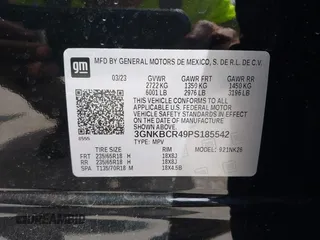 gm
MFD BY GENERAL MOTORS DE MEXICO, S. DE R.L. DE C.V.
03/23 GVWR GAWR FRT GAWR RR
2722 KG 1350 KG 1450 KG
6001 LB 2976 LB 3196 LB
THIS VEHICLE CONFORMS TO ALL
APPLICABLE U.S. FEDERAL MOTOR
VEHICLE SAFETY STANDARDS IN
EFFECT ON THE DATE OF
MANUFACTURE SHOWN ABOVE.
3GNKBCR49PS185542
TYPE: MPV MODEL: 921NK26
TIRE SIZE RIM
FRT 235/65R18 H 18X8J
RR 235/65R18 H 18X8J
SPA T135/70R18 M 18X4.5B